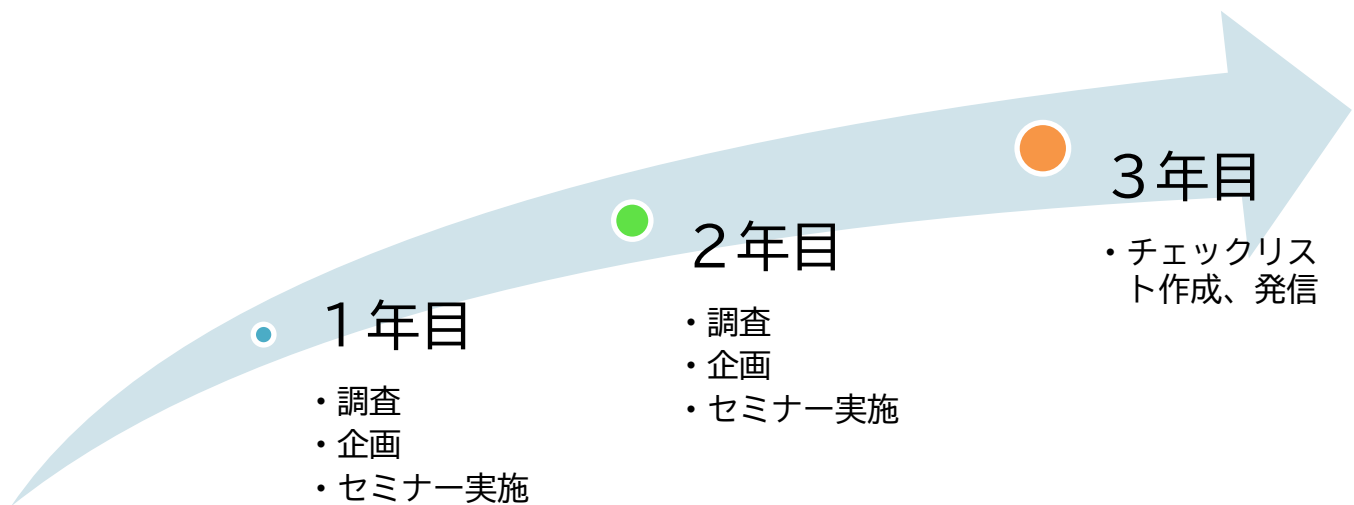 １年目
・調査
・企画
・セミナー実施
２年目
・調査
・企画
・セミナー実施
３年目
・チェックリス
ト作成、発信